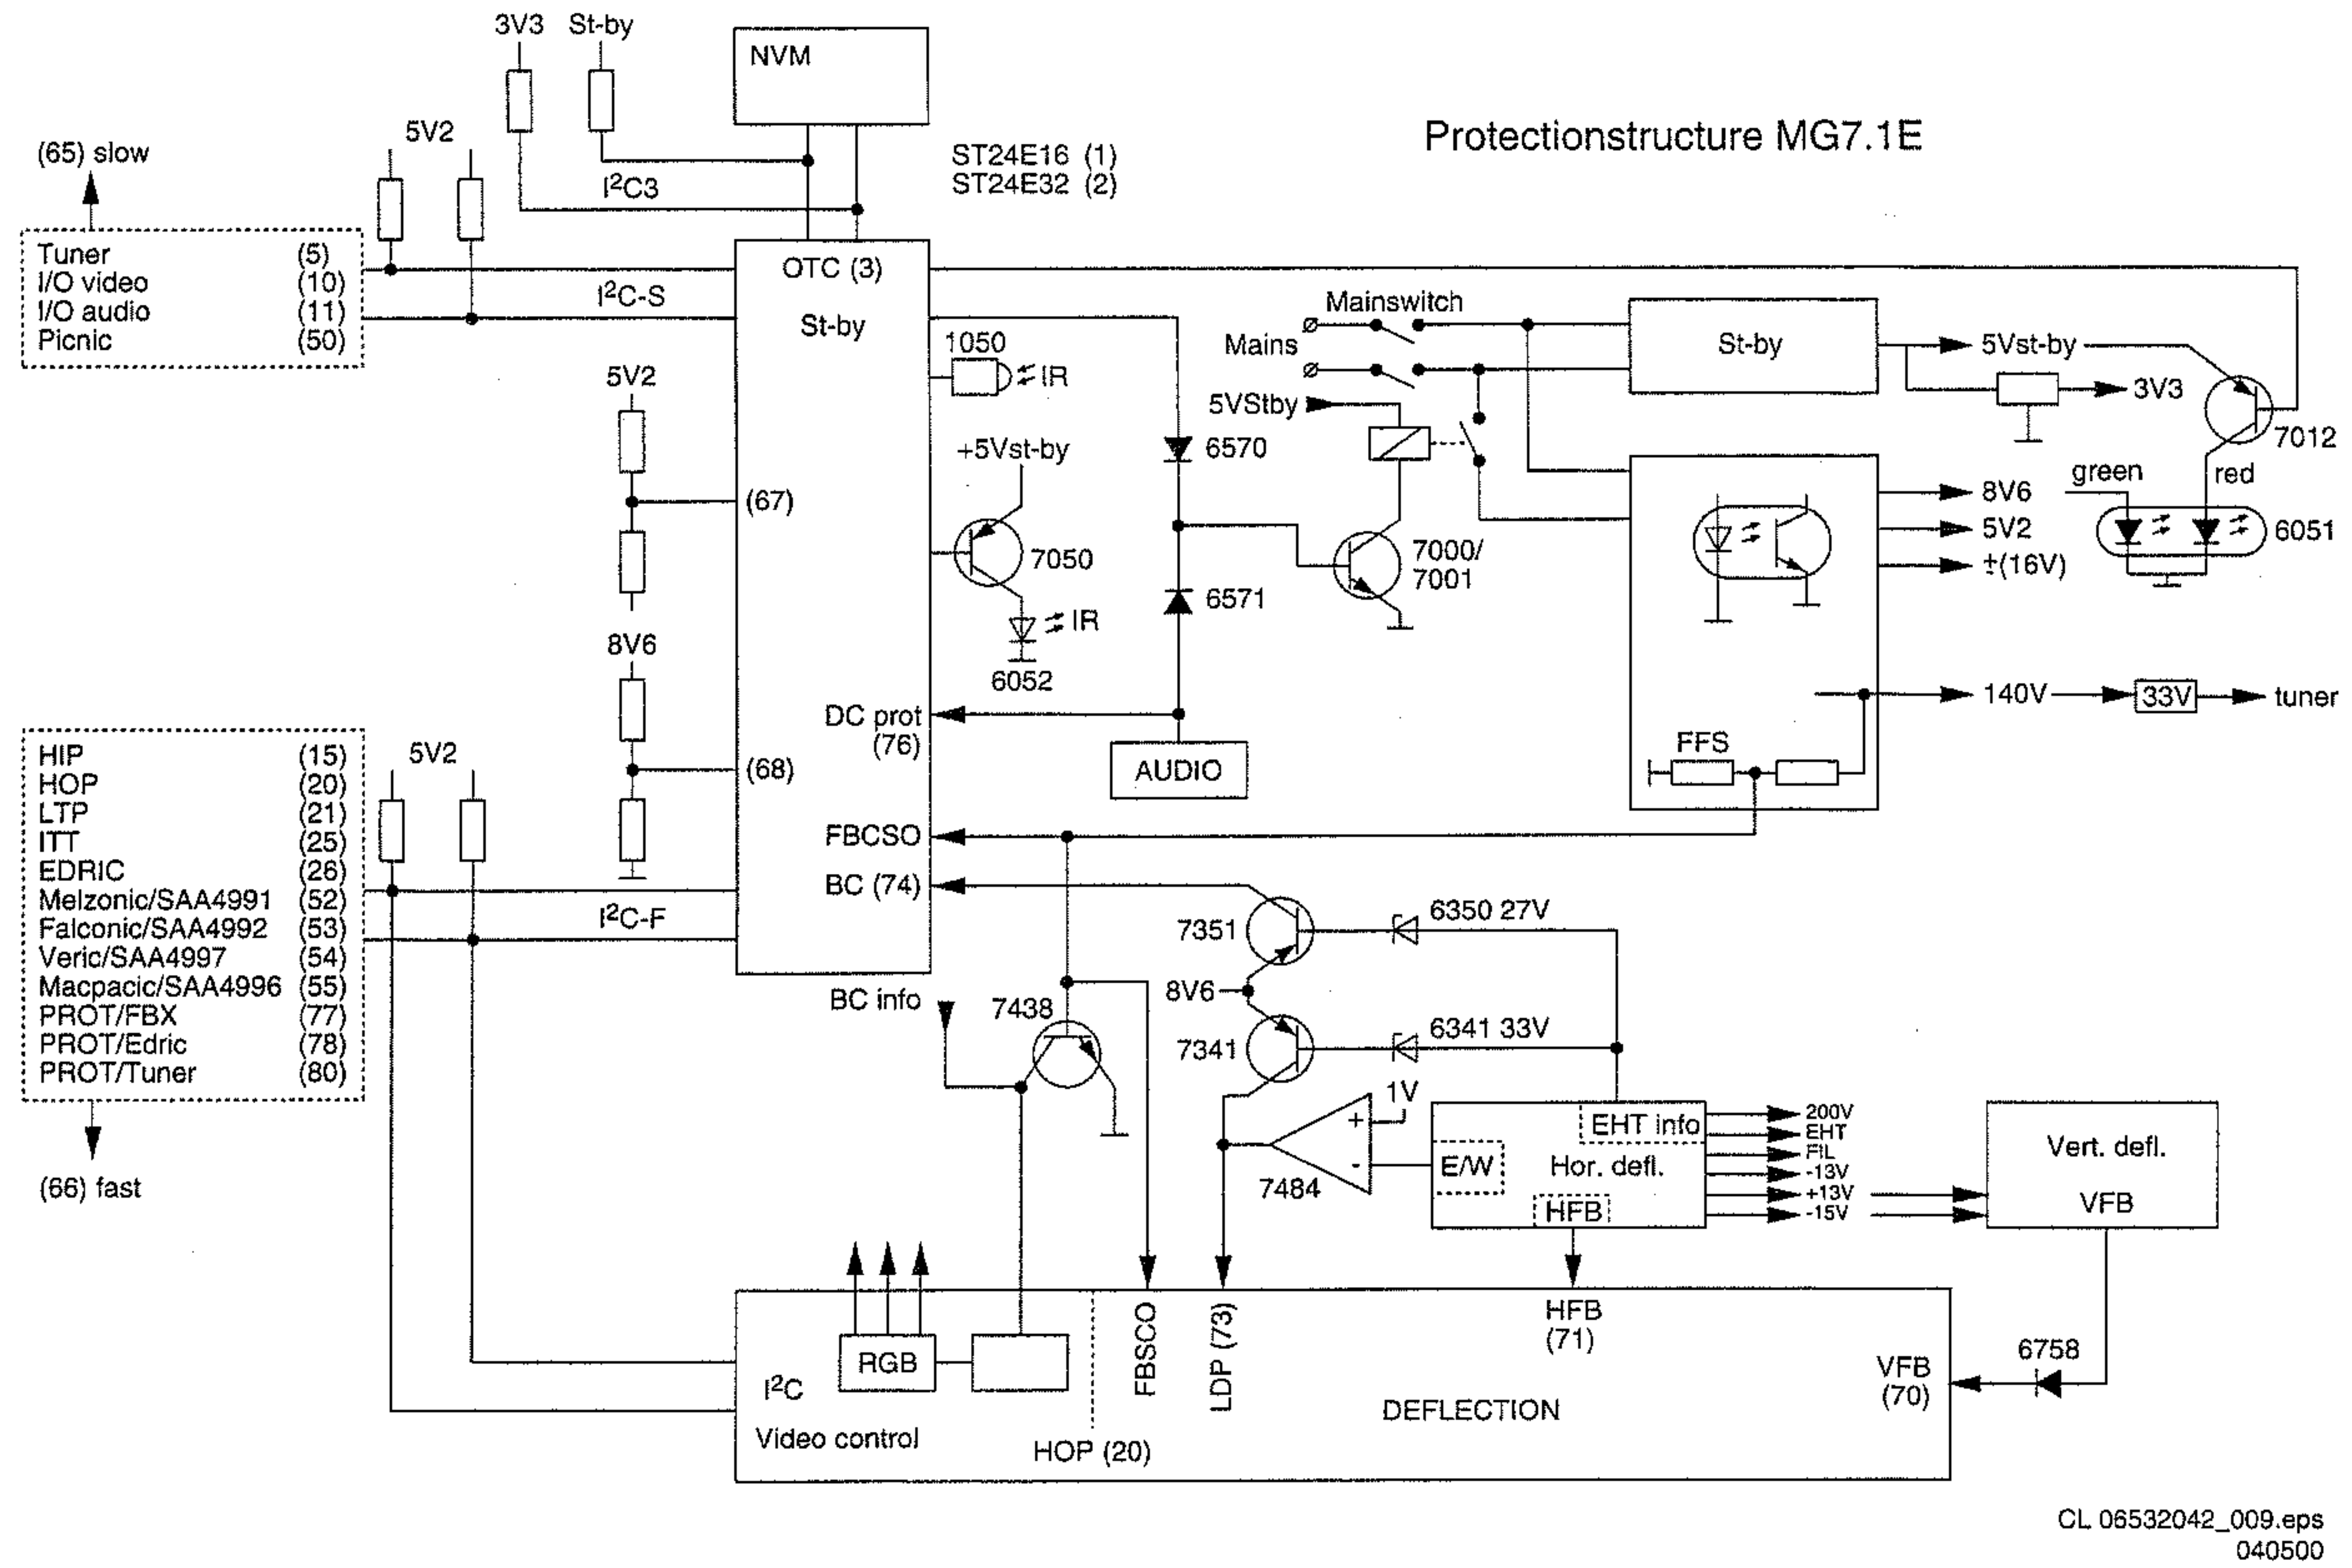 Protectionstructure MG7.1E
3V3
St-by
NVM
ST24E16 (1)
ST24E32 (2)
I²C3
(65) slow
5V2
Tuner (5)
I/O video (10)
I/O audio (11)
Picnic (50)
I²C-S
OTC (3)
St-by
5V2
(67)
8V6
(68)
1050
IR
+5Vst-by
7050
IR
6052
6570
6571
DC prot
(76)
AUDIO
FBCSO
BC (74)
Mainswitch
Mains
5VStby
7000/
7001
St-by
5Vst-by
3V3
7012
green
red
6051
8V6
5V2
±(16V)
140V
33V
tuner
FFS
HIP (15)
HOP (20)
LTP (21)
ITT (25)
EDRIC (26)
Melzonic/SAA4991 (52)
Falconic/SAA4992 (53)
Veric/SAA4997 (54)
Macpacic/SAA4996 (55)
PROT/FBX (77)
PROT/Edric (78)
PROT/Tuner (80)
5V2
I²C-F
(66) fast
BC info
7438
7351
6350 27V
8V6
7341
6341 33V
1V
+
-
7484
EHT info
E/W
Hor. defl.
HFB
200V
EHT
FIL
-13V
+13V
-15V
Vert. defl.
VFB
6758
RGB
I²C
Video control
HOP (20)
FBSCO
LDP (73)
HFB
(71)
DEFLECTION
VFB
(70)
CL 06532042_009.eps
040500